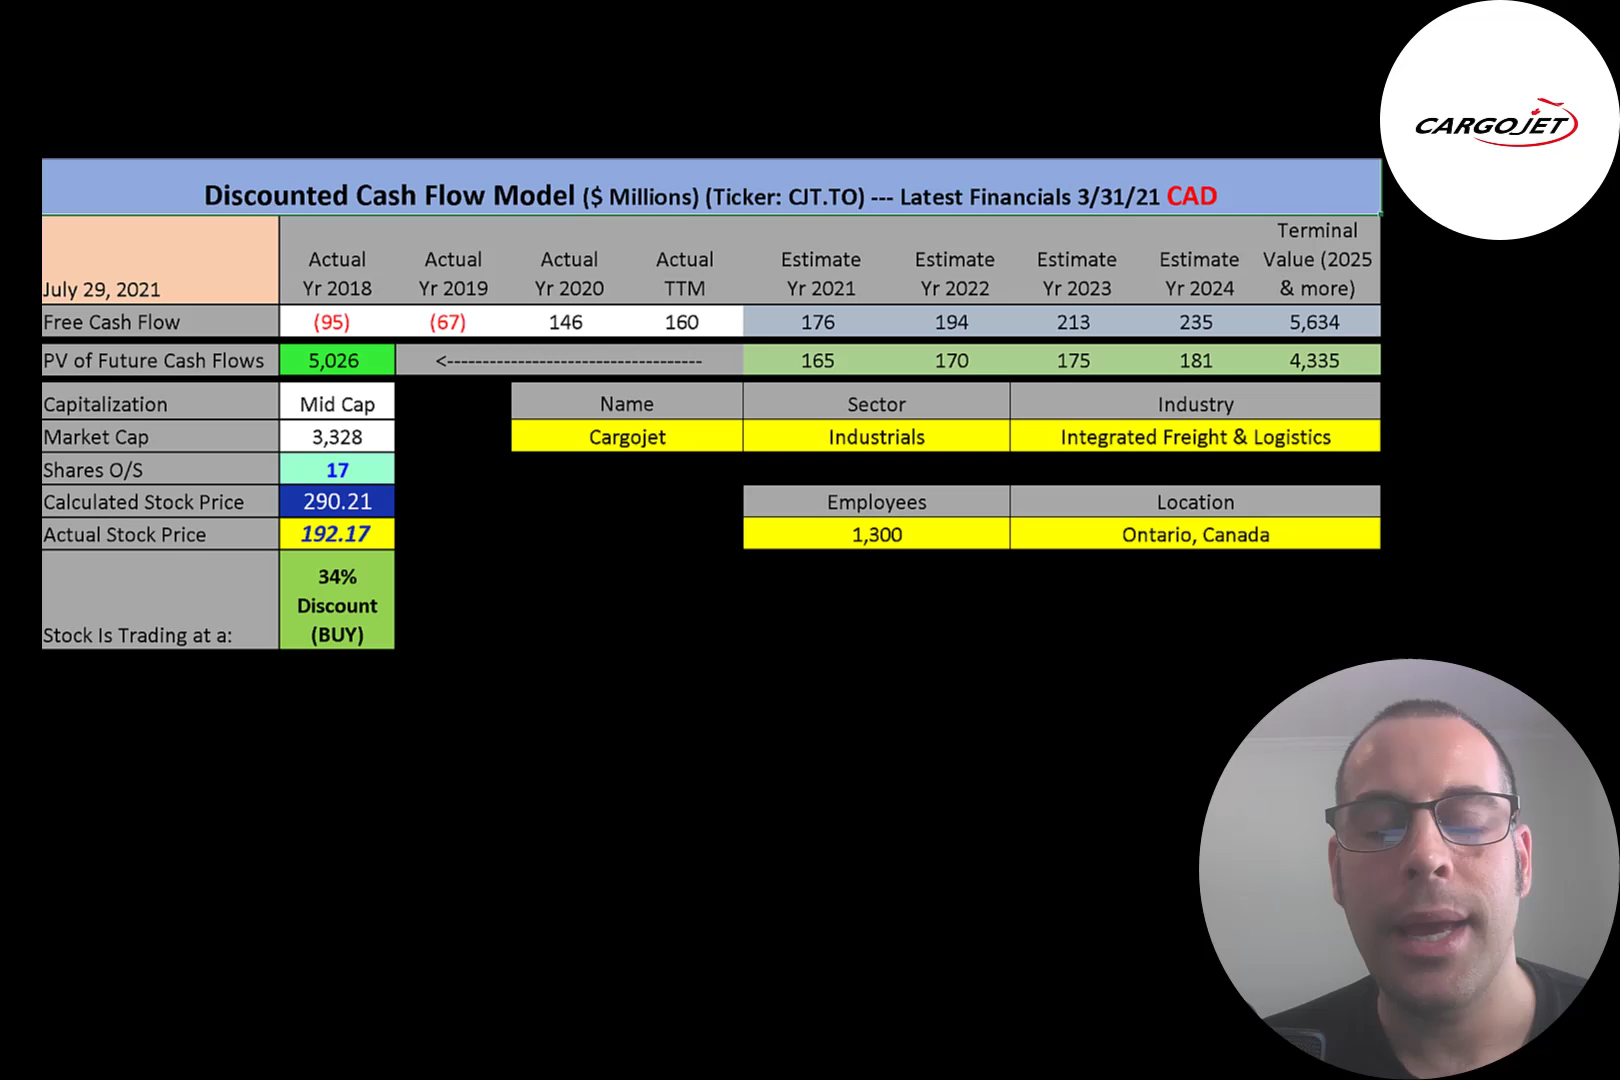 CARGOJET
Discounted Cash Flow Model ($ Millions) (Ticker: CJT.TO) --- Latest Financials 3/31/21 CAD
July 29, 2021 Actual Yr 2018 Actual Yr 2019 Actual Yr 2020 Actual TTM Estimate Yr 2021 Estimate Yr 2022 Estimate Yr 2023 Estimate Yr 2024 Terminal Value (2025 & more)
Free Cash Flow (95) (67) 146 160 176 194 213 235 5,634
PV of Future Cash Flows 5,026 <------------------------------------ 165 170 175 181 4,335
Capitalization Mid Cap Name Sector Industry
Market Cap 3,328 Cargojet Industrials Integrated Freight & Logistics
Shares O/S 17
Calculated Stock Price 290.21 Employees Location
Actual Stock Price 192.17 1,300 Ontario, Canada
Stock Is Trading at a: 34% Discount (BUY)